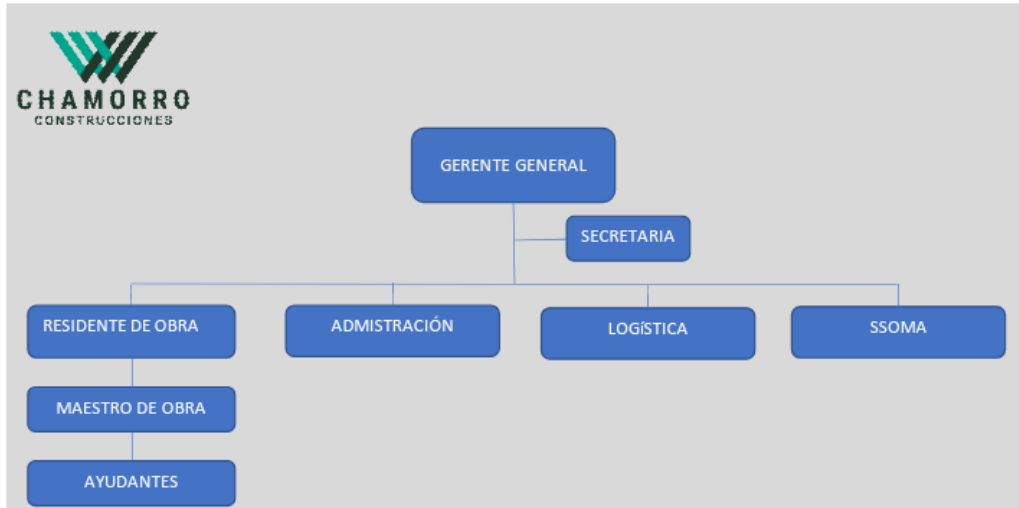 CHAMORRO
CONSTRUCCIONES
GERENTE GENERAL
SECRETARIA
RESIDENTE DE OBRA
ADMISTRACIÓN
LOGíSTICA
SSOMA
MAESTRO DE OBRA
AYUDANTES